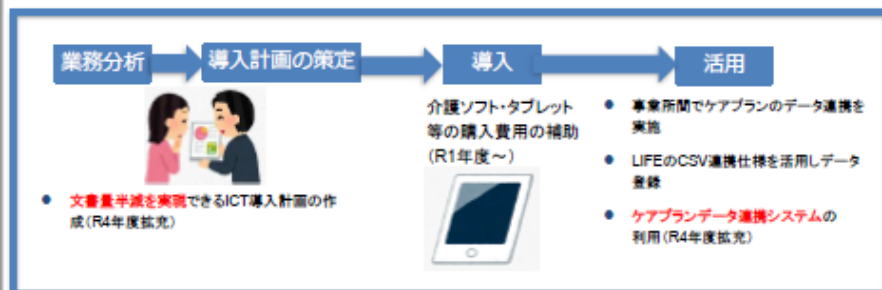 業務分析
導入計画の策定
導入
活用
● 文書量半減を実現できるICT導入計画の作
成(R4年度拡充)
介護ソフト・タブレット
等の購入費用の補助
(R1年度～)
● 事業所間でケアプランのデータ連携を
実施
● LIFEのCSV連携仕様を活用しデータ
登録
● ケアプランデータ連携システムの
利用(R4年度拡充)